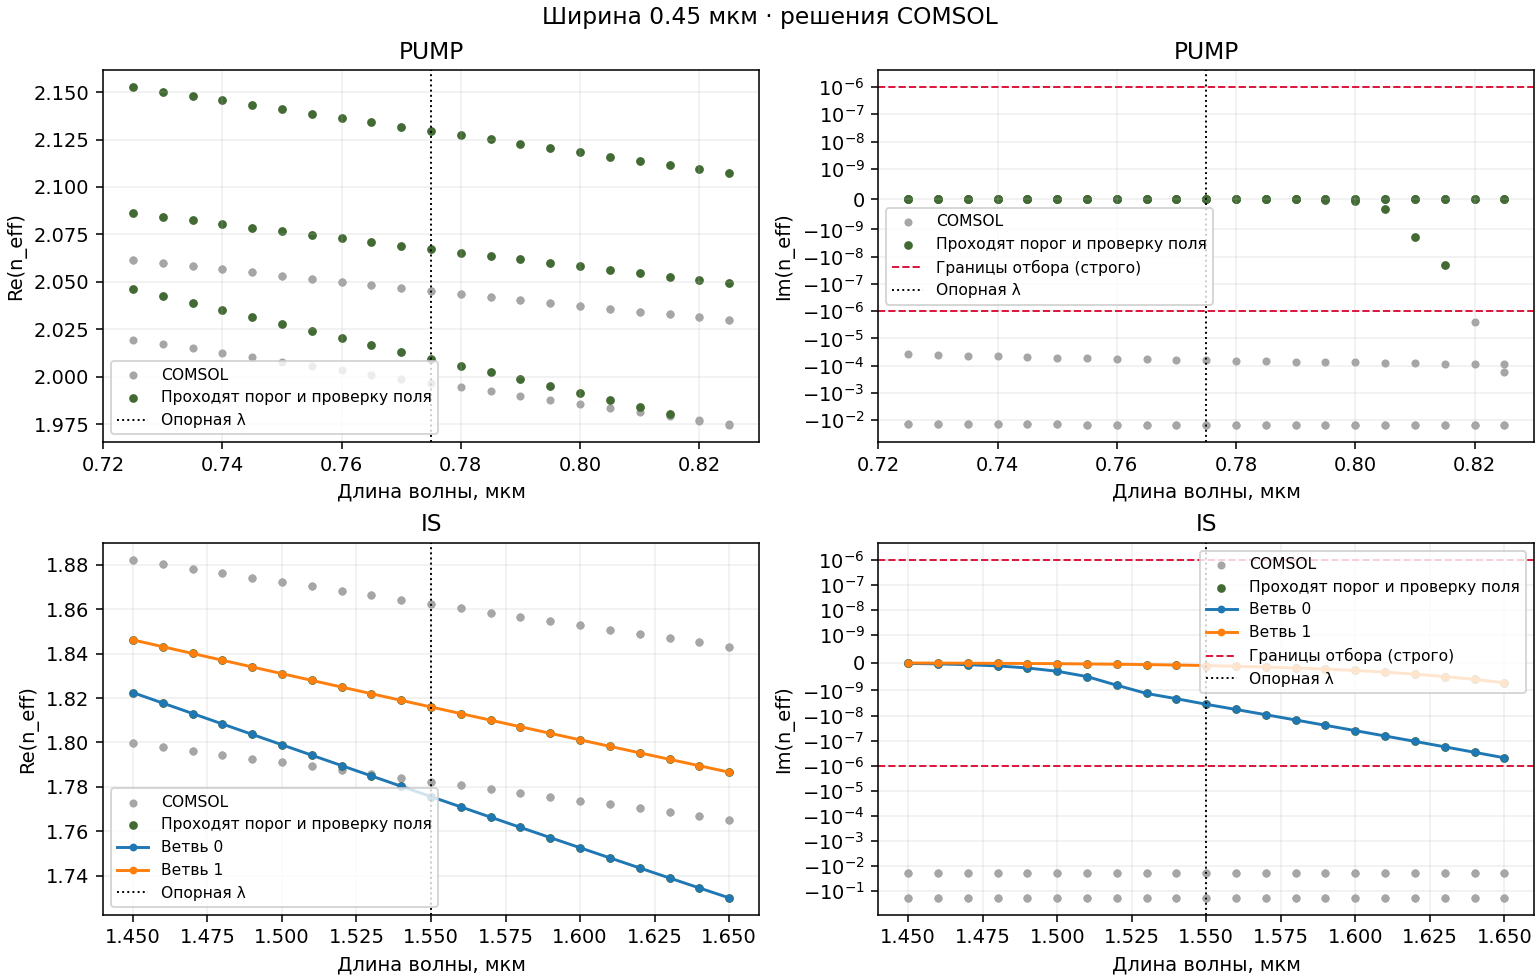 Ширина 0.45 мкм · решения COMSOL
PUMP
Re(n_eff)
2.150
2.125
2.100
2.075
2.050
2.025
2.000
1.975
COMSOL
Проходят порог и проверку поля
Опорная λ
0.72 0.74 0.76 0.78 0.80 0.82
Длина волны, мкм
PUMP
Im(n_eff)
10⁻⁶
10⁻⁷
10⁻⁸
10⁻⁹
0
−10⁻⁹
−10⁻⁸
−10⁻⁷
−10⁻⁶
−10⁻⁵
−10⁻⁴
−10⁻³
−10⁻²
COMSOL
Проходят порог и проверку поля
Границы отбора (строго)
Опорная λ
0.72 0.74 0.76 0.78 0.80 0.82
Длина волны, мкм
IS
Re(n_eff)
1.88
1.86
1.84
1.82
1.80
1.78
1.76
1.74
COMSOL
Проходят порог и проверку поля
Ветвь 0
Ветвь 1
Опорная λ
1.450 1.475 1.500 1.525 1.550 1.575 1.600 1.625 1.650
Длина волны, мкм
IS
Im(n_eff)
10⁻⁶
10⁻⁷
10⁻⁸
10⁻⁹
0
−10⁻⁹
−10⁻⁸
−10⁻⁷
−10⁻⁶
−10⁻⁵
−10⁻⁴
−10⁻³
−10⁻²
−10⁻¹
COMSOL
Проходят порог и проверку поля
Ветвь 0
Ветвь 1
Границы отбора (строго)
Опорная λ
1.450 1.475 1.500 1.525 1.550 1.575 1.600 1.625 1.650
Длина волны, мкм